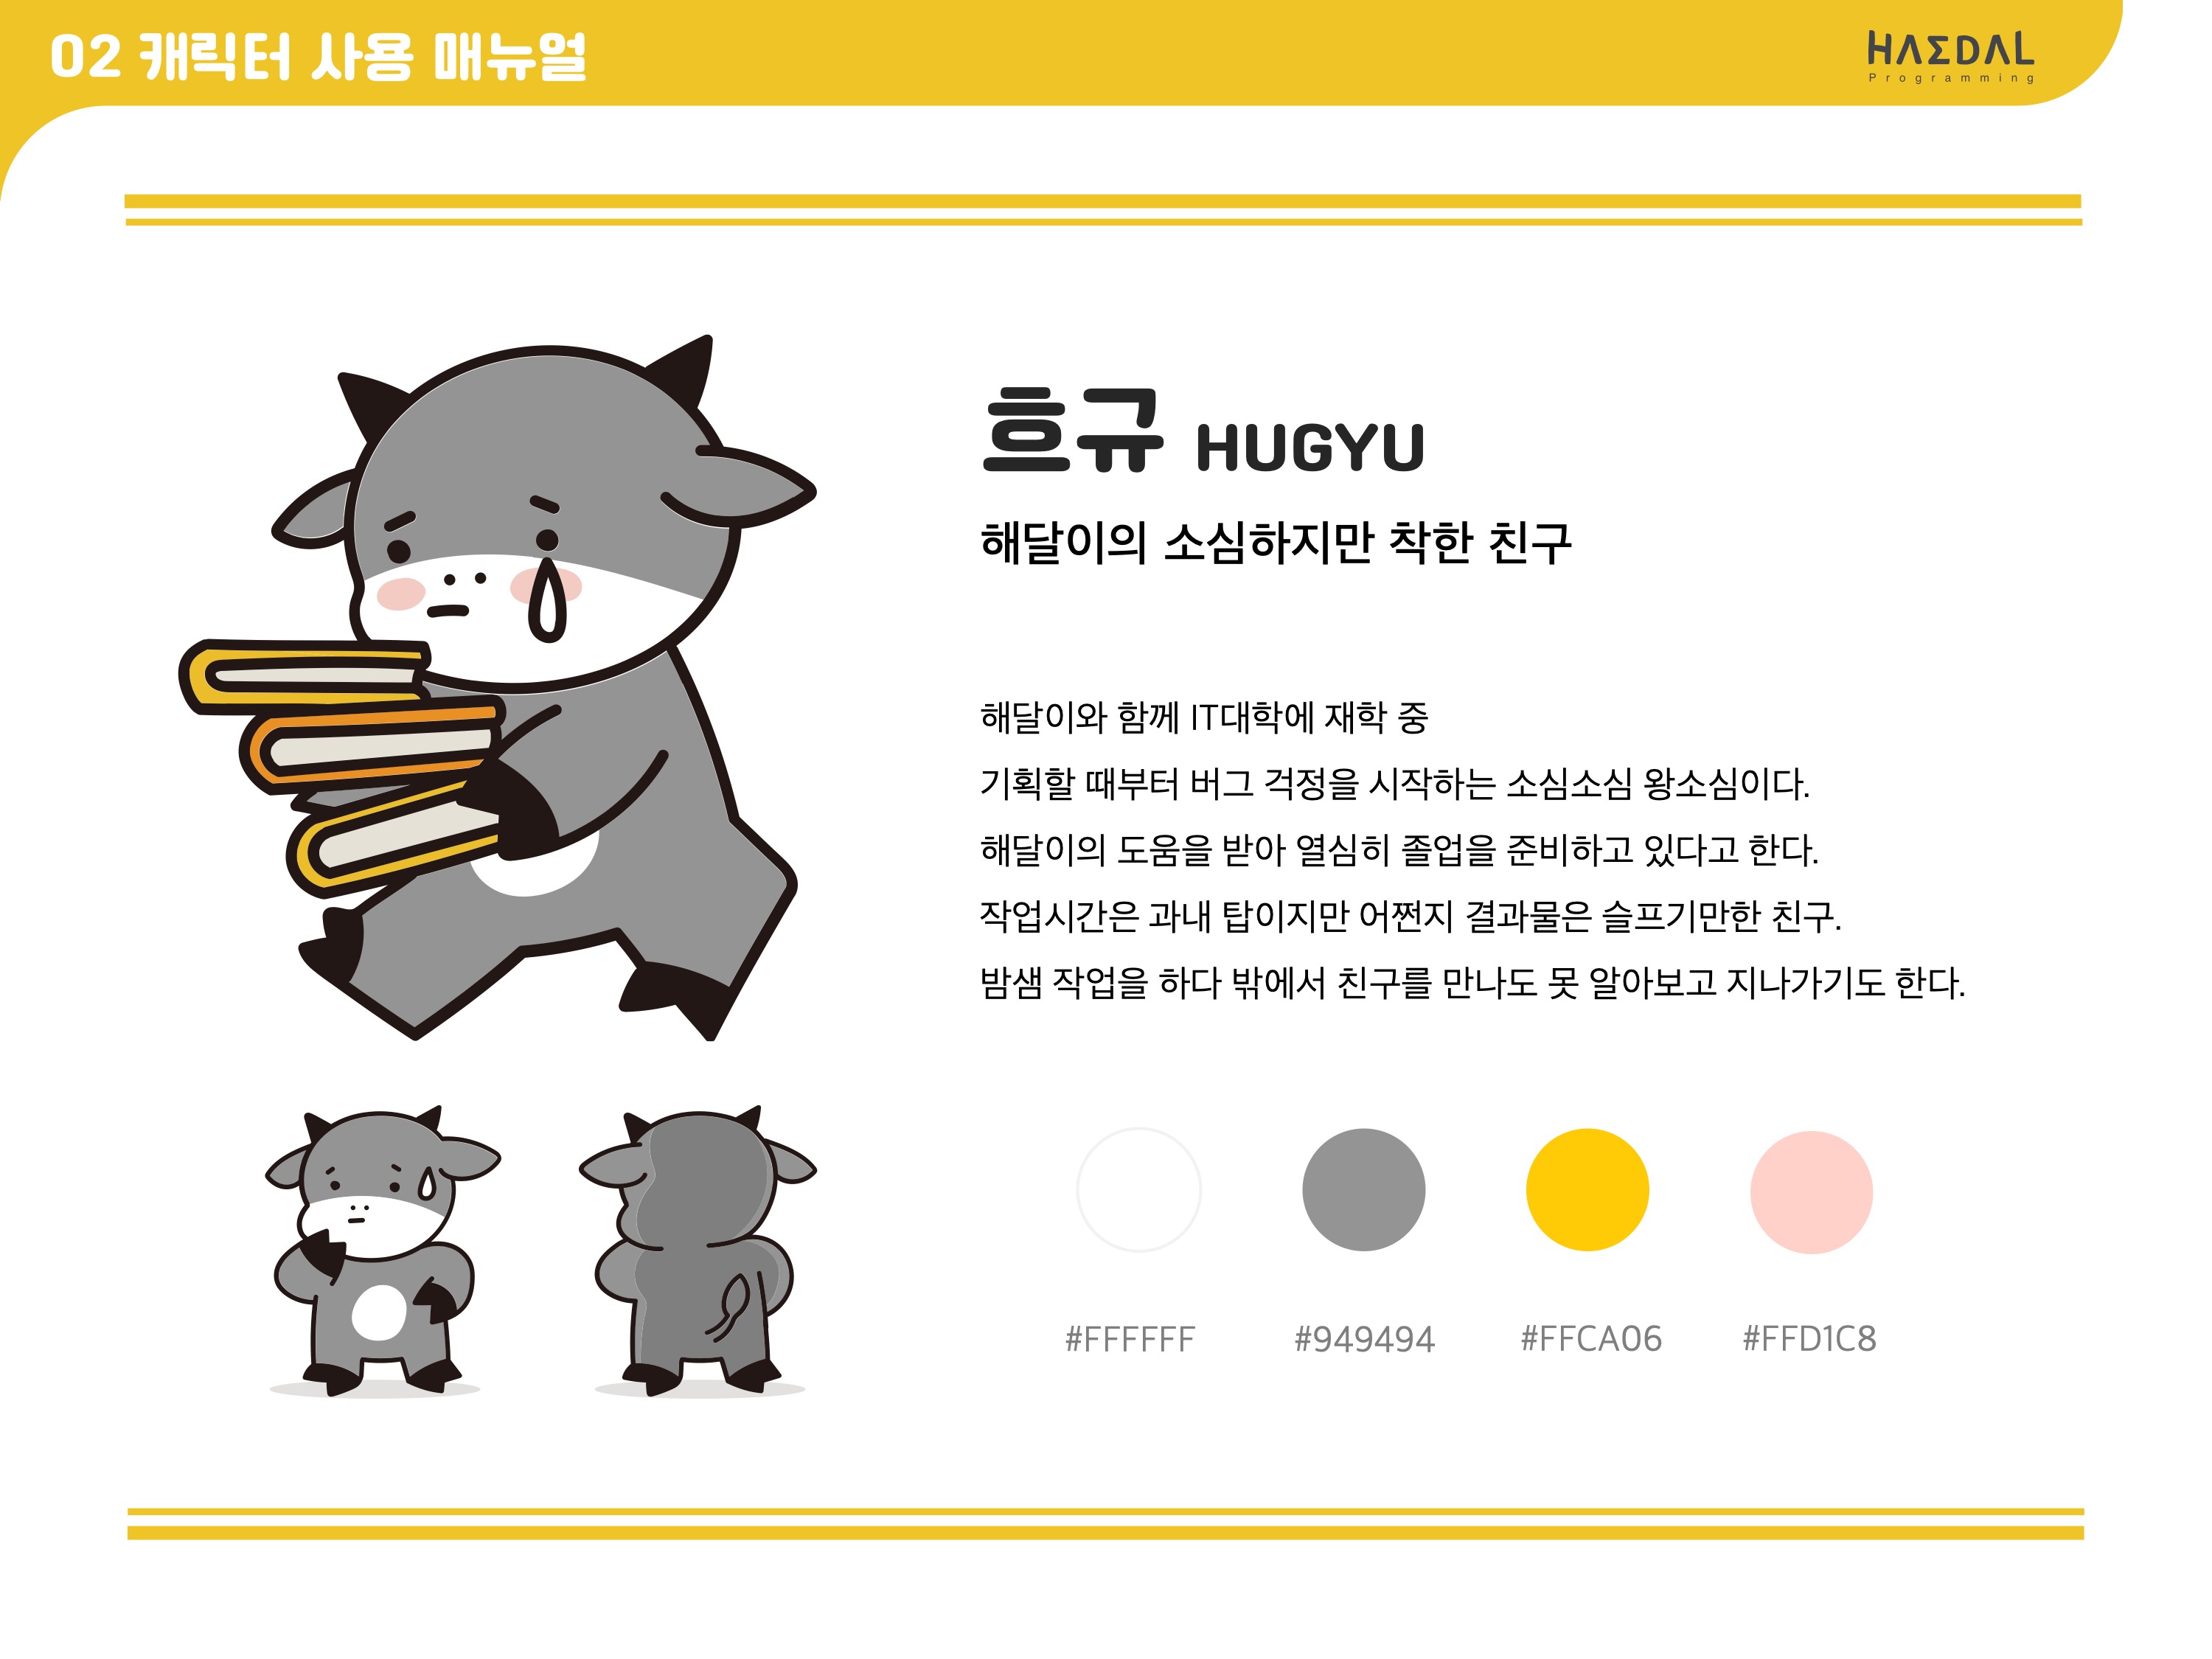 02 캐릭터 사용 매뉴얼
HAEDAL
Programming
흐규 HUGYU
해달이의 소심하지만 착한 친구
해달이와 함께 IT대학에 재학 중
기획할 때부터 버그 걱정을 시작하는 소심소심 왕소심이다.
해달이의 도움을 받아 열심히 졸업을 준비하고 있다고 한다.
작업시간은 과내 탑이지만 어쩐지 결과물은 슬프기만한 친구.
밤샘 작업을 하다 밖에서 친구를 만나도 못 알아보고 지나가기도 한다.
#FFFFFF #949494 #FFCA06 #FFD1C8